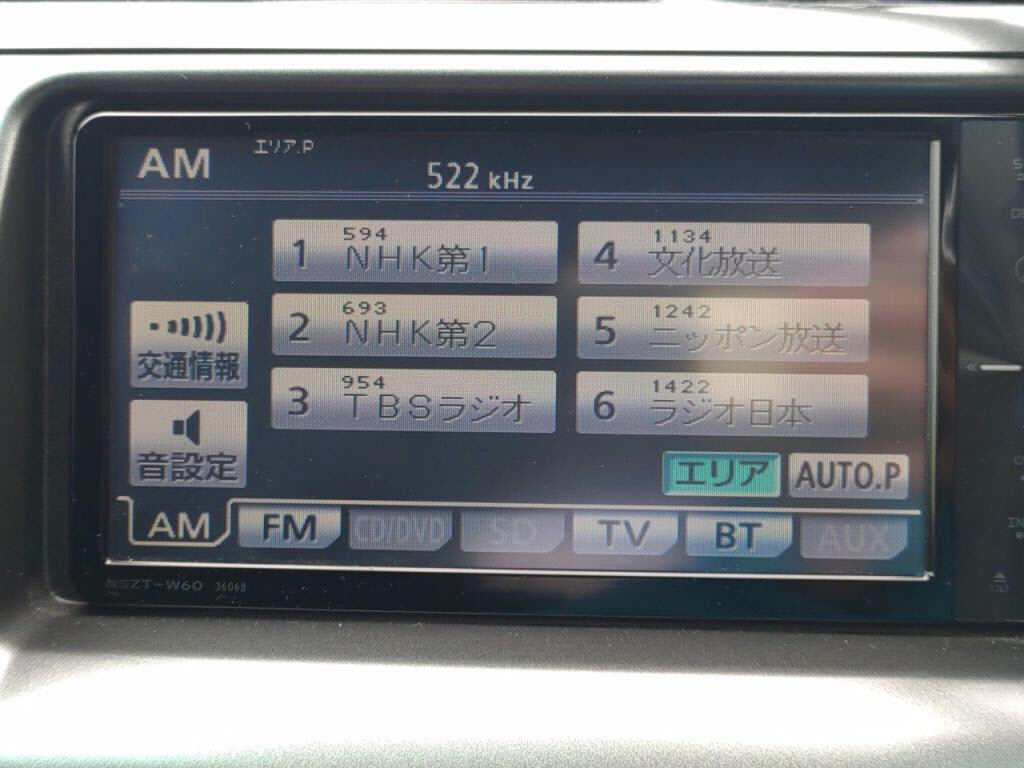 AM エリア.P
522 kHz
1 594 NHK第1
4 1134 文化放送
2 693 NHK第2
5 1242 ニッポン放送
3 954 TBSラジオ
6 1422 ラジオ日本
交通情報
音設定
エリア AUTO.P
AM FM CD/DVD SD TV BT AUX
NSZT-W60 36068